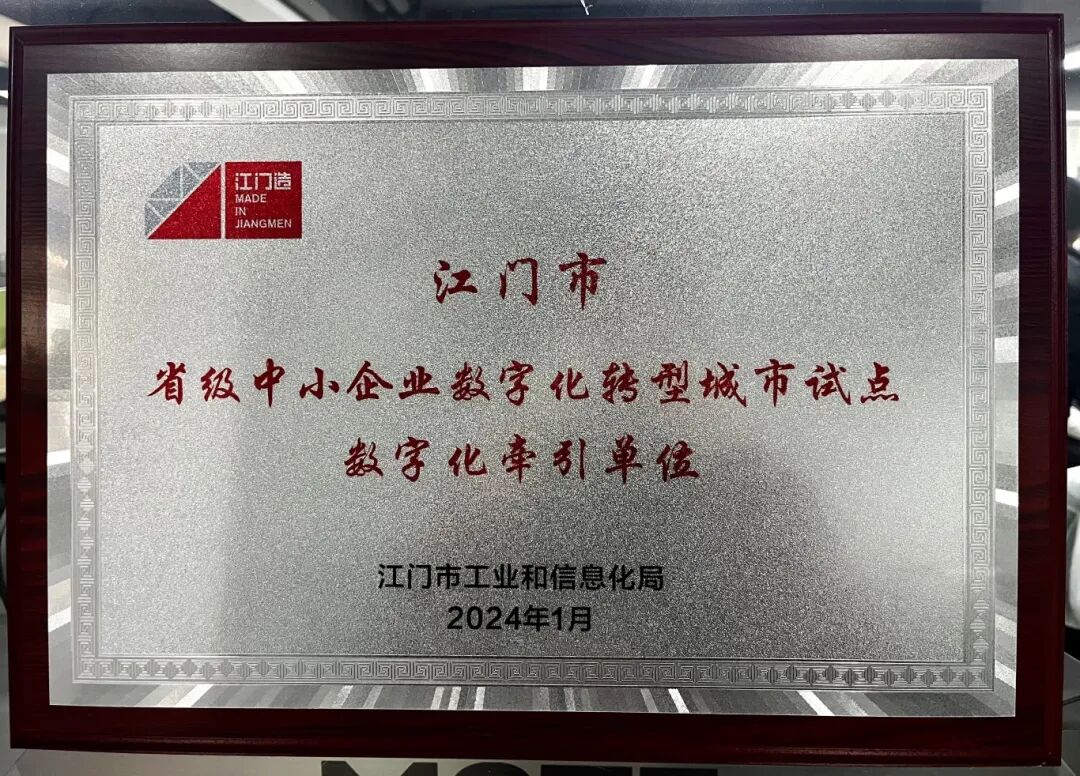 江门造
MADE
IN
JIANGMEN
江门市
省级中小企业数字化转型城市试点
数字化牵引单位
江门市工业和信息化局
2024年1月